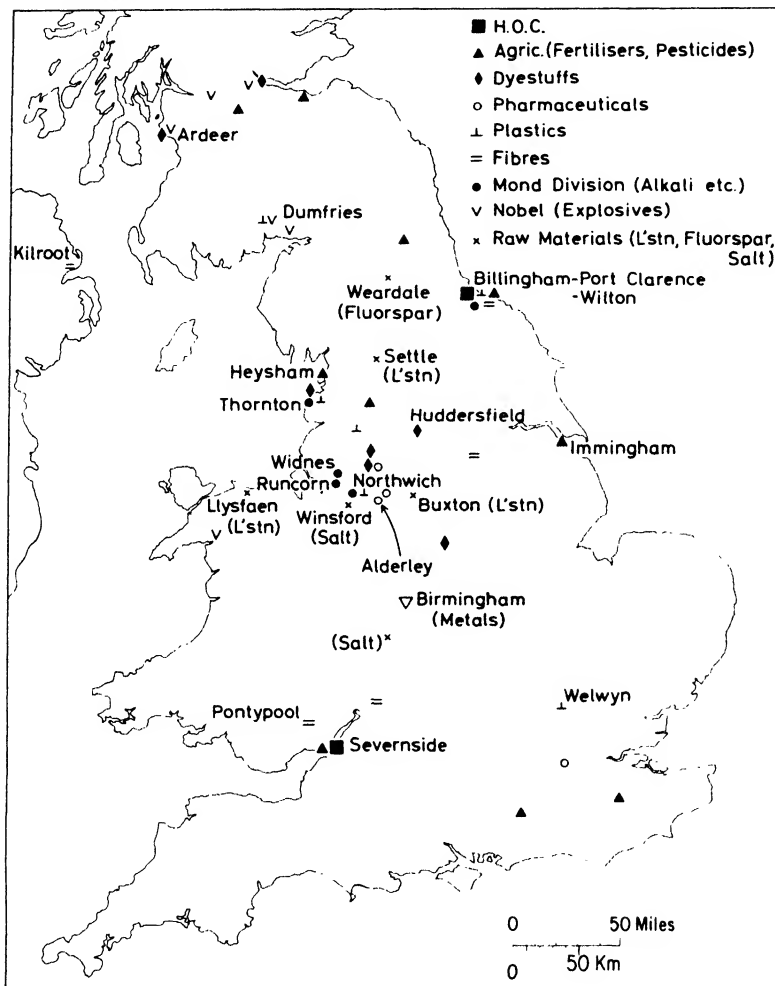 H.O.C.
Agric.(Fertilisers, Pesticides)
Dyestuffs
Pharmaceuticals
Plastics
Fibres
Mond Division (Alkali etc.)
Nobel (Explosives)
Raw Materials (L'stn, Fluorspar,
Salt)
Ardeer
Dumfries
Kilroot
Billingham-Port Clarence
-Wilton
Weardale
(Fluorspar)
Settle
(L'stn)
Heysham
Thornton
Huddersfield
Immingham
Widnes
Runcorn
Northwich
Llysfaen
(L'stn)
Winsford
(Salt)
Buxton (L'stn)
Alderley
Birmingham
(Metals)
(Salt)
Welwyn
Pontypool
Severnside
0 50 Miles
0 50 Km